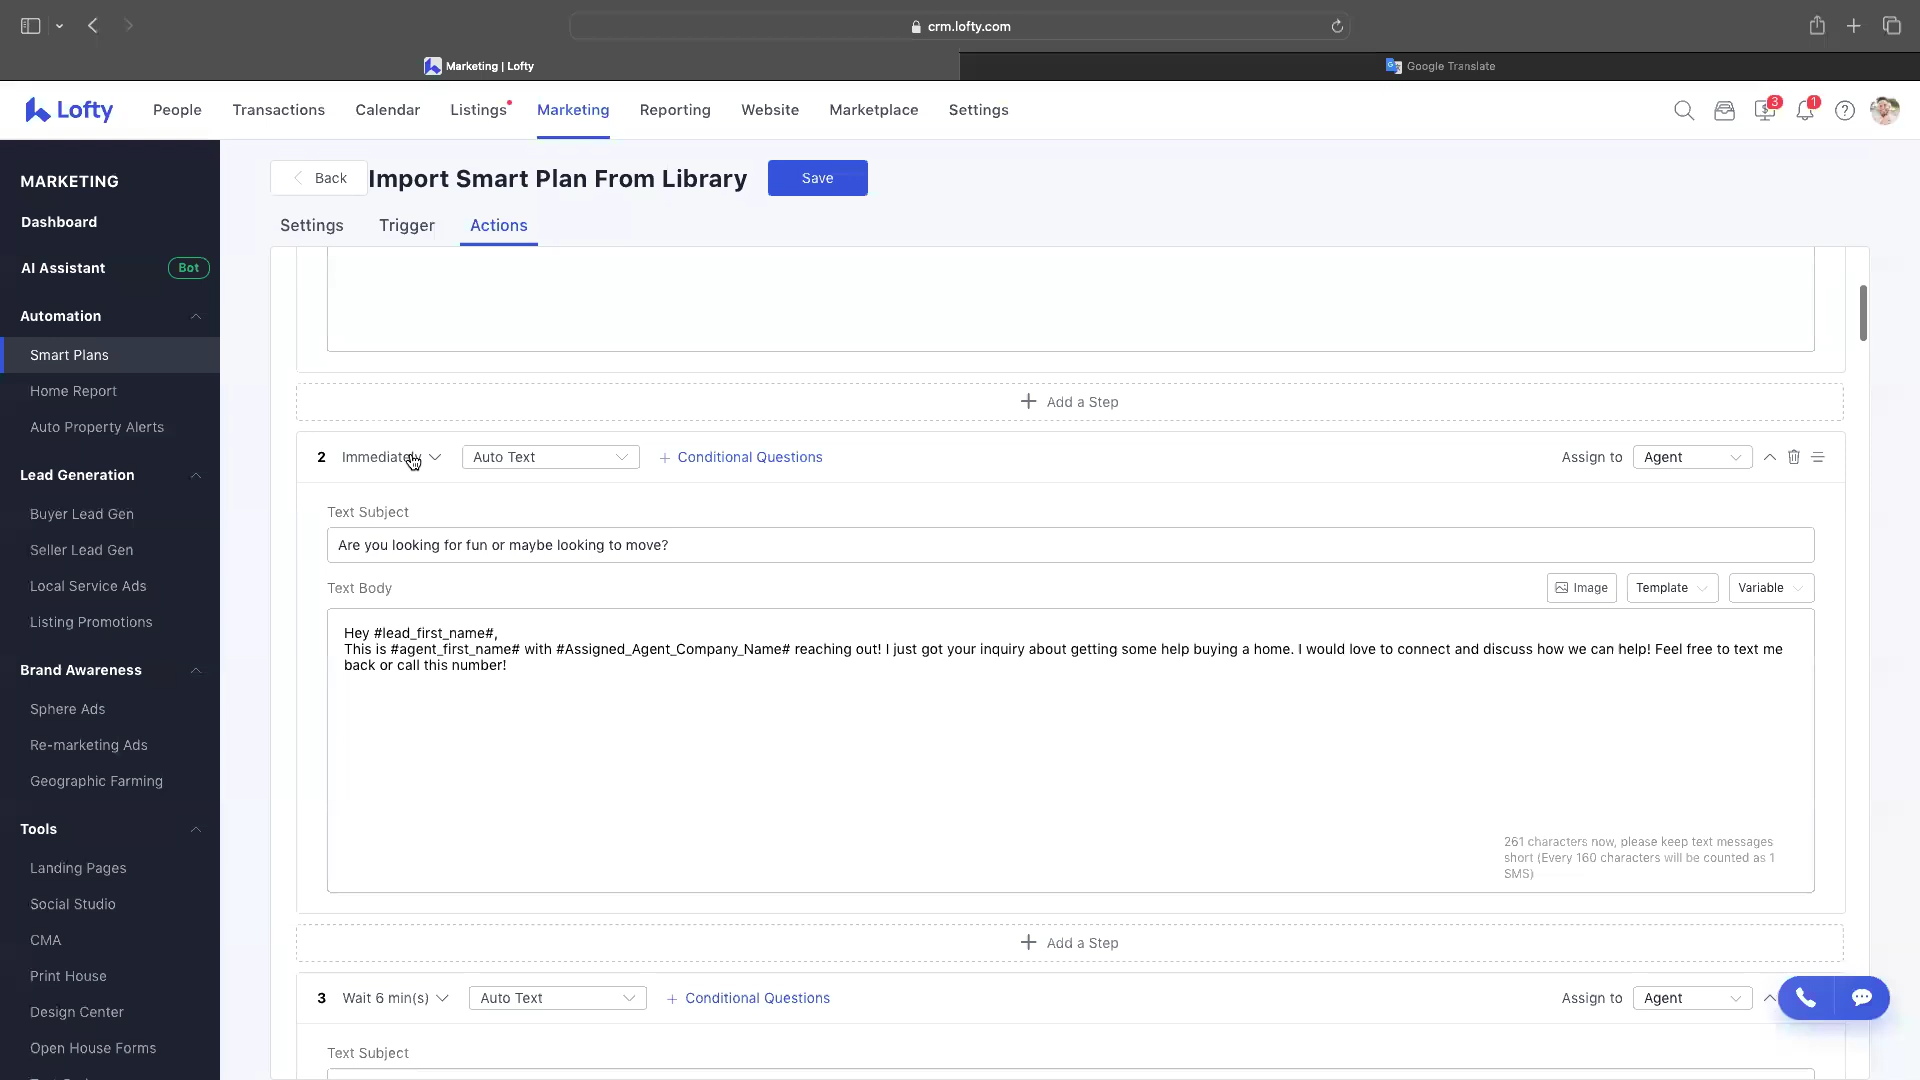 crm.lofty.com
Marketing | Lofty
Google Translate
Lofty
People
Transactions
Calendar
Listings
Marketing
Reporting
Website
Marketplace
Settings
3
1
?
MARKETING
Dashboard
AI Assistant
Bot
Automation
Smart Plans
Home Report
Auto Property Alerts
Lead Generation
Buyer Lead Gen
Seller Lead Gen
Local Service Ads
Listing Promotions
Brand Awareness
Sphere Ads
Re-marketing Ads
Geographic Farming
Tools
Landing Pages
Social Studio
CMA
Print House
Design Center
Open House Forms
Back
Import Smart Plan From Library
Save
Settings
Trigger
Actions
Add a Step
2
Immediately
Auto Text
+ Conditional Questions
Assign to
Agent
Text Subject
Are you looking for fun or maybe looking to move?
Text Body
Image
Template
Variable
Hey #lead_first_name#,
This is #agent_first_name# with #Assigned_Agent_Company_Name# reaching out! I just got your inquiry about getting some help buying a home. I would love to connect and discuss how we can help! Feel free to text me
back or call this number!
261 characters now, please keep text messages
short (Every 160 characters will be counted as 1
SMS)
Add a Step
3
Wait 6 min(s)
Auto Text
+ Conditional Questions
Assign to
Agent
Text Subject